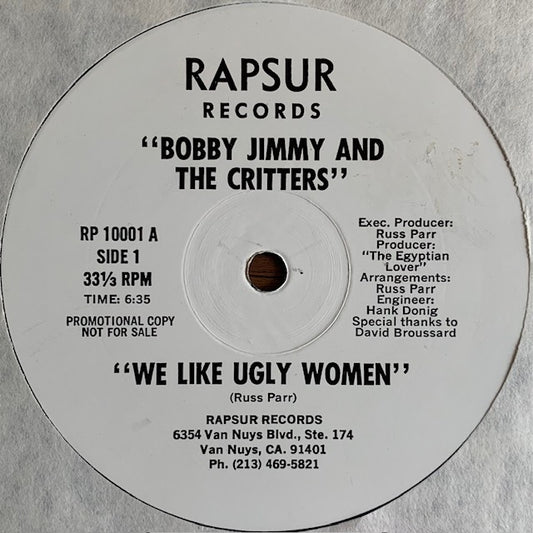 RAPSUR
RECORDS
"BOBBY JIMMY AND
THE CRITTERS"
RP 10001 A
SIDE 1
33⅓ RPM
TIME: 6:35
PROMOTIONAL COPY
NOT FOR SALE
Exec. Producer:
Russ Parr
Producer:
"The Egyptian
Lover"
Arrangements:
Russ Parr
Engineer:
Hank Donig
Special thanks to
David Broussard
"WE LIKE UGLY WOMEN"
(Russ Parr)
RAPSUR RECORDS
6354 Van Nuys Blvd., Ste. 174
Van Nuys, CA. 91401
Ph. (213) 469-5821